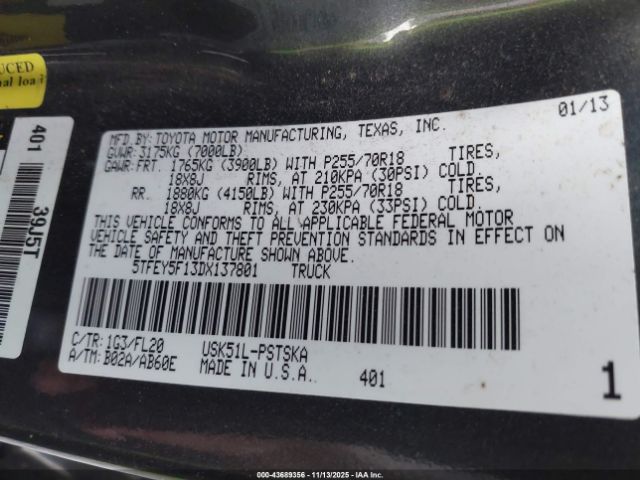 UCED
nal loa
401
39J5T
01/13
MFD BY: TOYOTA MOTOR MANUFACTURING, TEXAS, INC.
GVWR: 3175KG (7000LB)
GAWR: FRT. 1765KG (3900LB) WITH P255/70R18 TIRES,
18X8J RIMS, AT 210KPA (30PSI) COLD.
RR. 1880KG (4150LB) WITH P255/70R18 TIRES,
18X8J RIMS, AT 230KPA (33PSI) COLD.
THIS VEHICLE CONFORMS TO ALL APPLICABLE FEDERAL MOTOR
VEHICLE SAFETY AND THEFT PREVENTION STANDARDS IN EFFECT ON
THE DATE OF MANUFACTURE SHOWN ABOVE.
5TFEY5F13DX137801 TRUCK
C/TR: 1G3/FL20 USK51L-PSTSKA
A/TM: B02A/AB60E MADE IN U.S.A. 401
1
000-43689356 - 11/13/2025 - IAA Inc.